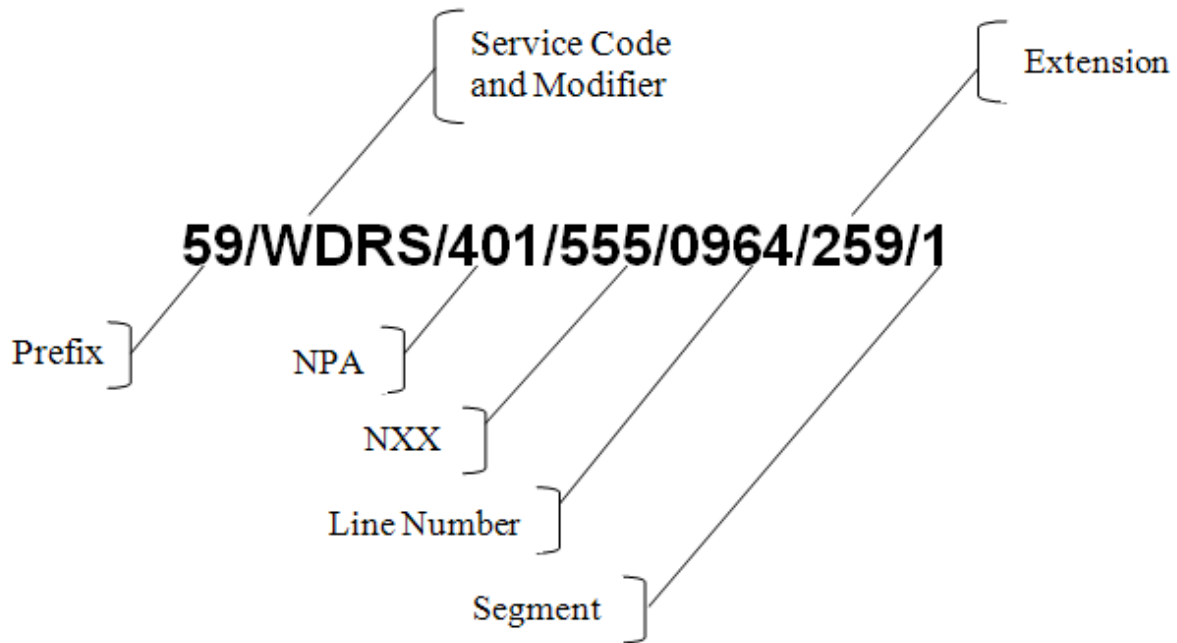 Service Code
and Modifier
Extension
59/WDRS/401/555/0964/259/1
Prefix
NPA
NXX
Line Number
Segment